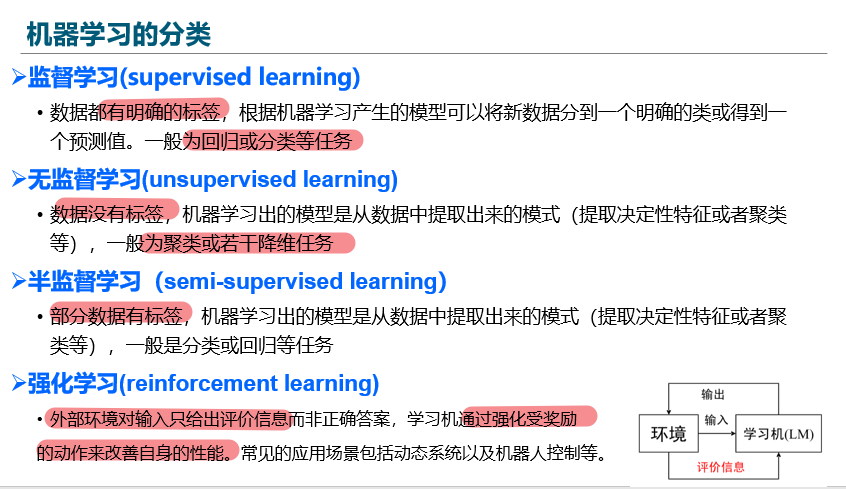 机器学习的分类
➢监督学习(supervised learning)
• 数据都有明确的标签，根据机器学习产生的模型可以将新数据分到一个明确的类或得到一
个预测值。一般为回归或分类等任务
➢无监督学习(unsupervised learning)
• 数据没有标签，机器学习出的模型是从数据中提取出来的模式（提取决定性特征或者聚类
等），一般为聚类或若干降维任务
➢半监督学习（semi-supervised learning）
• 部分数据有标签，机器学习出的模型是从数据中提取出来的模式（提取决定性特征或者聚
类等），一般是分类或回归等任务
➢强化学习(reinforcement learning)
• 外部环境对输入只给出评价信息而非正确答案，学习机通过强化受奖励
的动作来改善自身的性能。常见的应用场景包括动态系统以及机器人控制等。
输出
环境
输入
学习机(LM)
评价信息